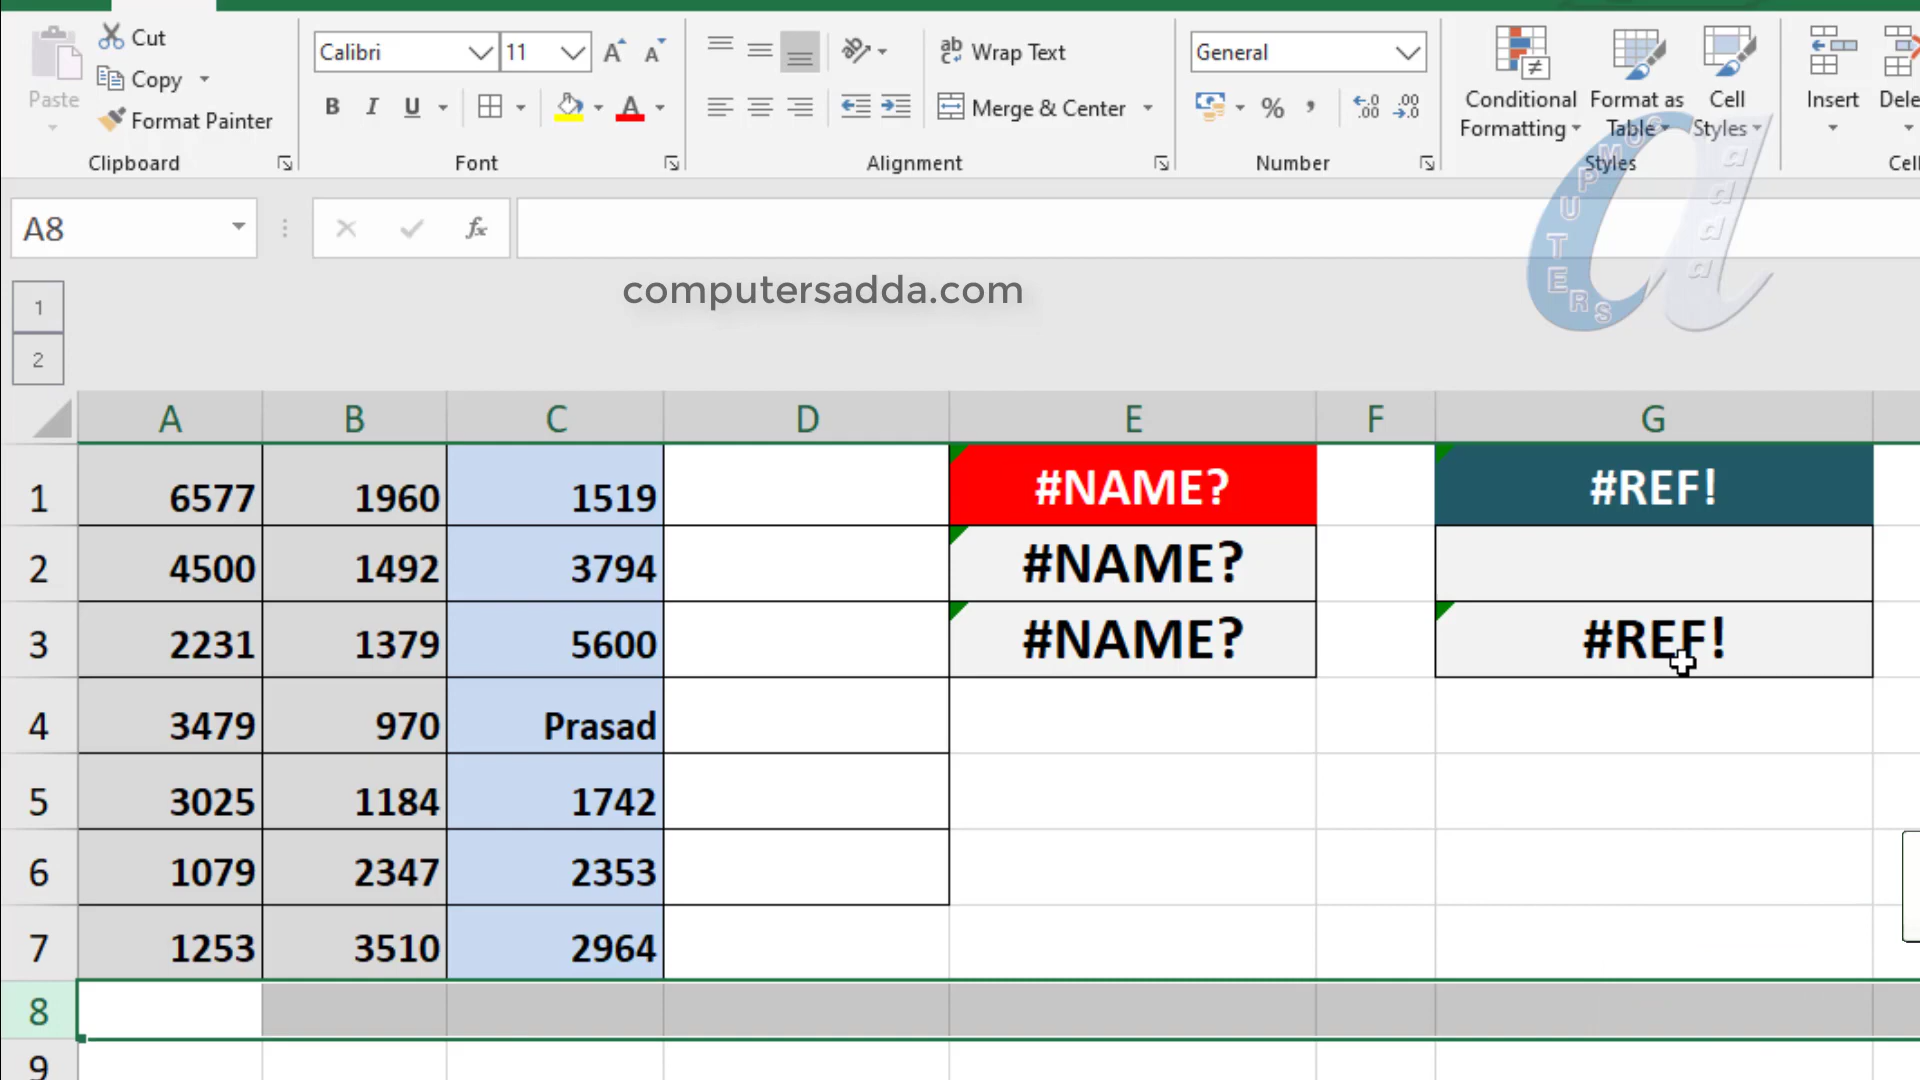 Paste
Cut
Copy
Format Painter
Clipboard
Calibri
11
B I U
A
Font
Wrap Text
Merge & Center
Alignment
General
%
Number
Conditional Formatting
Format as Table
Cell Styles
Styles
Insert
Dele
Cell
A8
fx
computersadda.com
COMPUTERS
adda
1
2
A B C D E F G
1 6577 1960 1519 #NAME? #REF!
2 4500 1492 3794 #NAME?
3 2231 1379 5600 #NAME? #REF!
4 3479 970 Prasad
5 3025 1184 1742
6 1079 2347 2353
7 1253 3510 2964
8
9